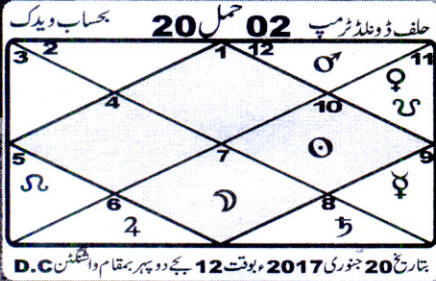 حلف ڈونلڈ ٹرمپ 02 حمل 20 بحساب ویدک
3 2 1 12 11
4 10
5 7 9
6 8
بتاریخ 20 جنوری 2017ء بوقت 12 بجے دوپہر بمقام واشنگٹن D.C